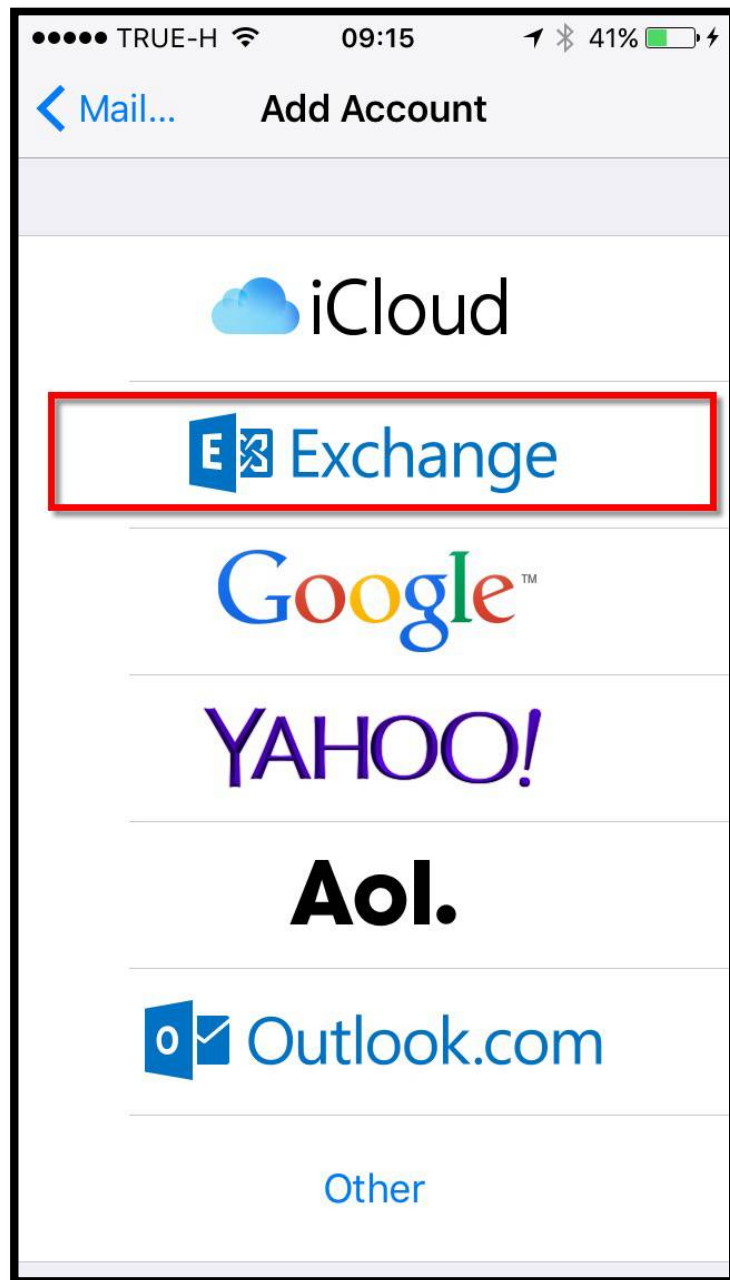 TRUE-H 09:15 41%
Mail... Add Account
iCloud
E Exchange
Google™
YAHOO!
Aol.
o Outlook.com
Other